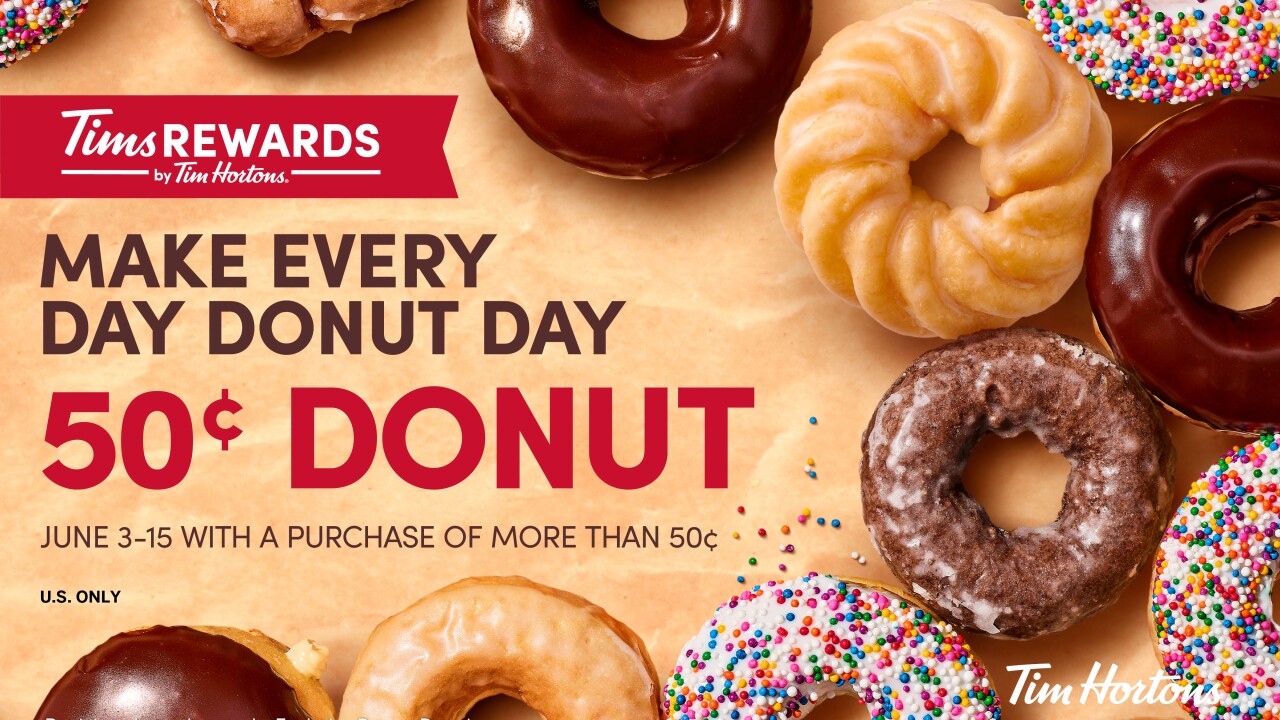 Tims REWARDS
by Tim Hortons®
MAKE EVERY
DAY DONUT DAY
50¢ DONUT
JUNE 3-15 WITH A PURCHASE OF MORE THAN 50¢
U.S. ONLY
Tim Hortons